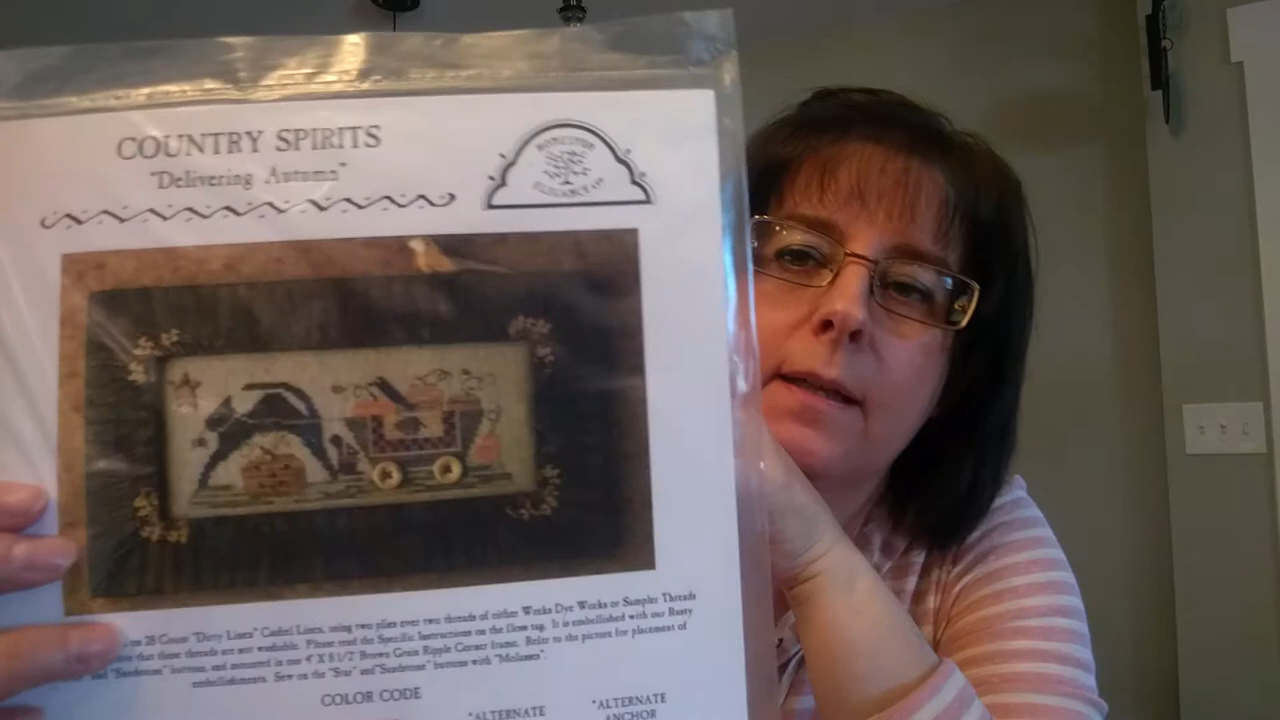 COUNTRY SPIRITS
"Delivering Autumn"
HOMESPUN
ELEGANCE LTD
on 28 Count "Dirty Linen" Cashel Linen, using two plies over two threads of either Weeks Dye Works or Sampler Threads
that these threads are not washable. Please read the Specific Instructions on the floss tag. It is embellished with our Rusty
and "Sunbonnet" buttons, and mounted in our 4" X 8 1/2" Brown Grain Ripple Corner frame. Refer to the picture for placement of
embellishments. Sew on the "Star" and "Sunbonnet" buttons with "Molasses".
COLOR CODE
"ALTERNATE
"ALTERNATE
ANCHOR